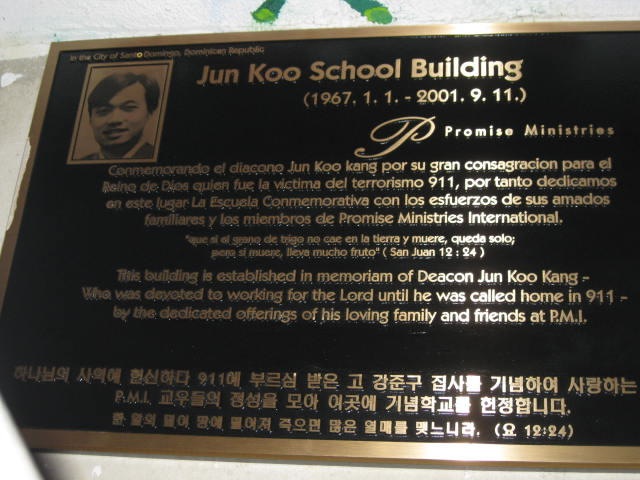 In the City of Santo Domingo, Dominican Republic
Jun Koo School Building
(1967. 1. 1. - 2001. 9. 11.)
P Promise Ministries
Conmemorando el diacono Jun Koo kang por su gran consagracion para el
Reino de Dios quien fue la victima del terrorismo 911, por tanto dedicamos
en este lugar La Escuela Conmemorativa con los esfuerzos de sus amados
familiares y los miembros de Promise Ministries International.
"que si el grano de trigo no cae en la tierra y muere, queda solo;
pero si muere, lleva mucho fruto" ( San Juan 12 : 24 )
This building is established in memoriam of Deacon Jun Koo Kang -
Who was devoted to working for the Lord until he was called home in 911 -
by the dedicated offerings of his loving family and friends at P.M.I.
하나님의 사역에 헌신하다 911에 부르심 받은 고 강준구 집사를 기념하여 사랑하는
P.M.I. 교우들의 정성을 모아 이곳에 기념학교를 헌정합니다.
한 알의 밀이 땅에 떨어져 죽으면 많은 열매를 맺느니라. (요 12:24)